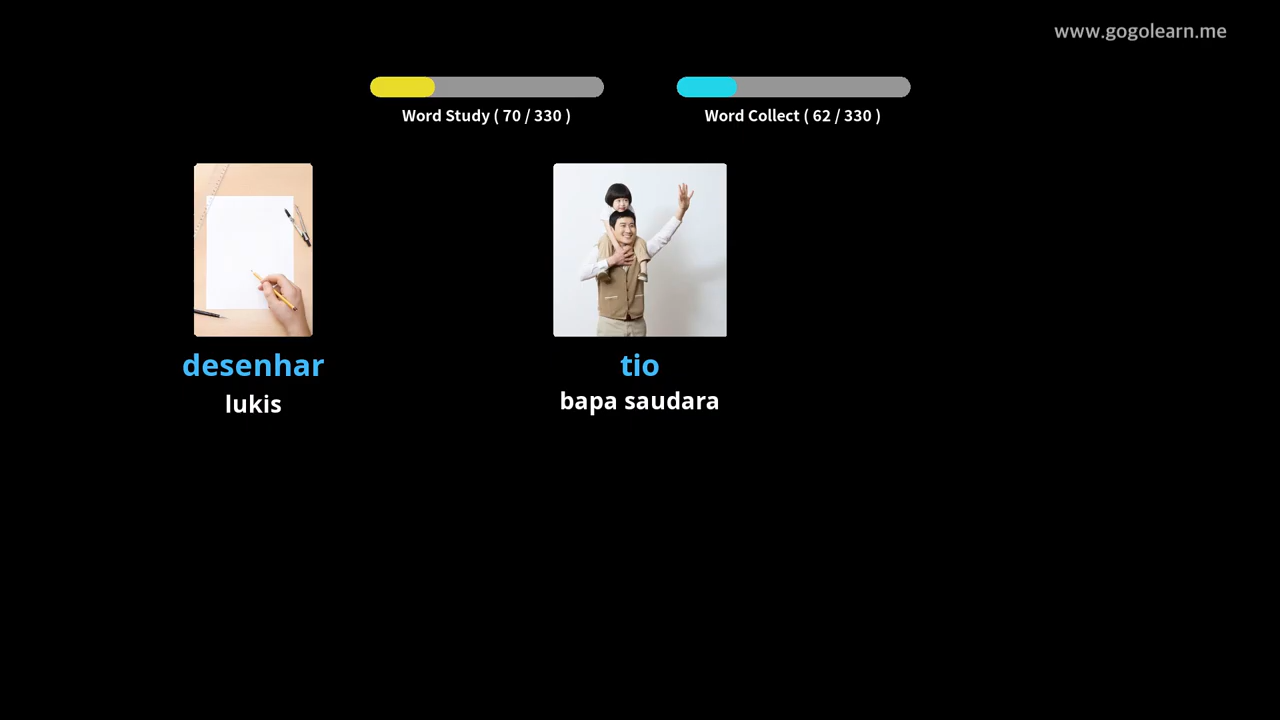 www.gogolearn.me
Word Study ( 70 / 330 )
Word Collect ( 62 / 330 )
desenhar
lukis
tio
bapa saudara